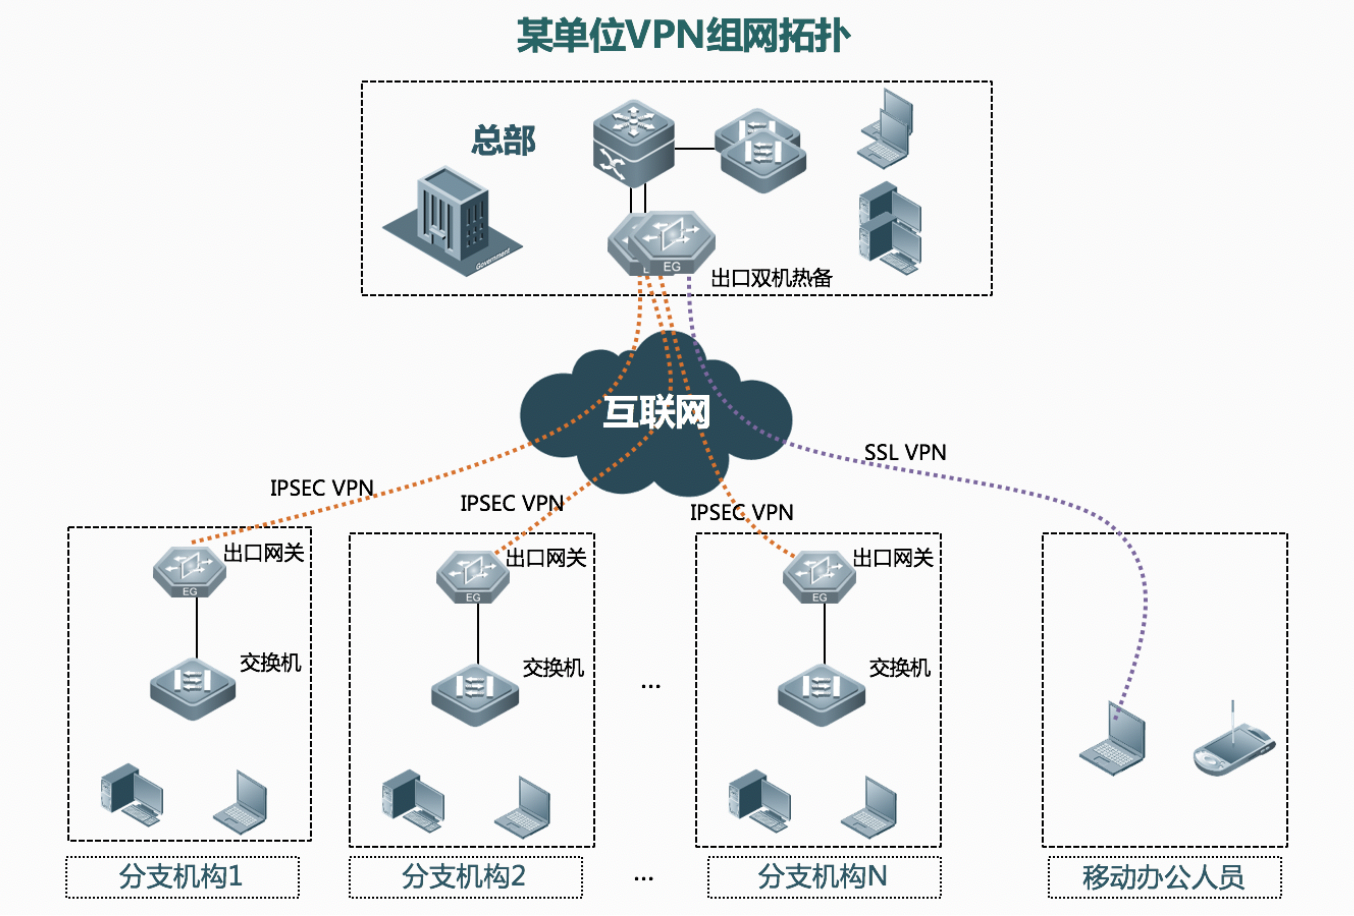 某单位VPN组网拓扑
总部
Government
L EG
出口双机热备
互联网
SSL VPN
IPSEC VPN
IPSEC VPN
IPSEC VPN
出口网关
出口网关
出口网关
EG
EG
EG
交换机
交换机
交换机
...
分支机构1
分支机构2
...
分支机构N
移动办公人员